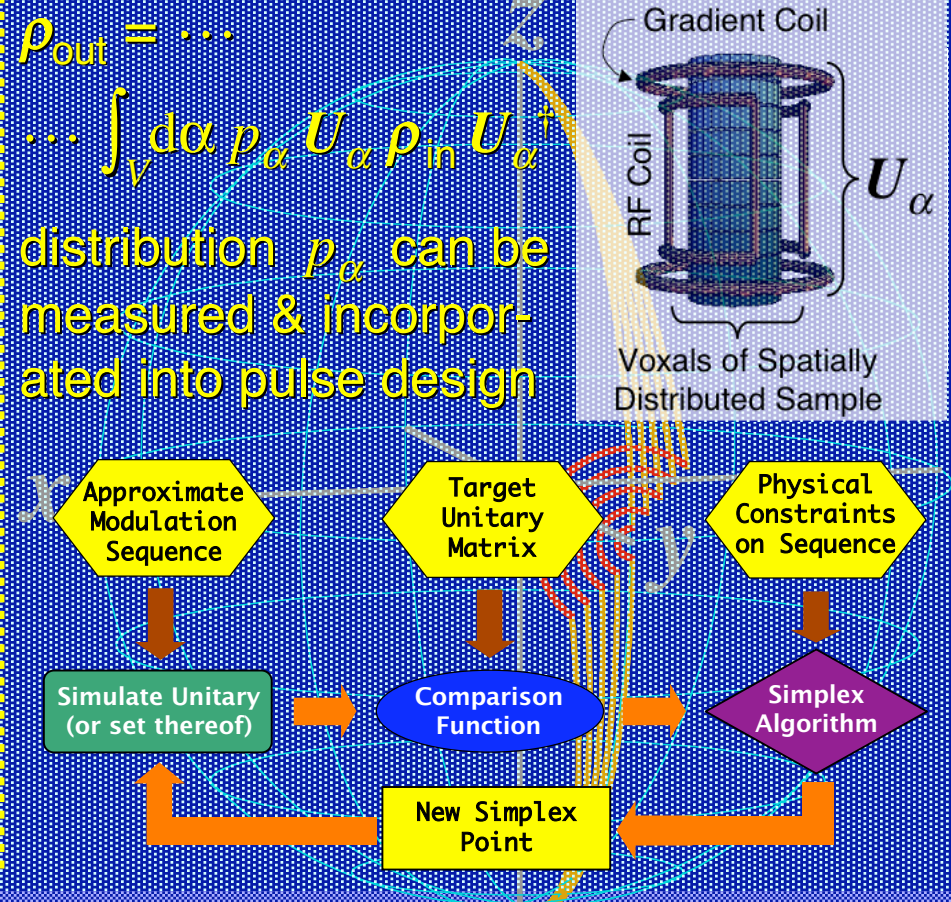 ρout = ···
··· ∫V dα pα Uα ρin Uα†
distribution pα can be
measured & incorpor-
ated into pulse design
Gradient Coil
RF Coil
Uα
Voxals of Spatially
Distributed Sample
z
x
y
Approximate
Modulation
Sequence
Target
Unitary
Matrix
Physical
Constraints
on Sequence
Simulate Unitary
(or set thereof)
Comparison
Function
Simplex
Algorithm
New Simplex
Point